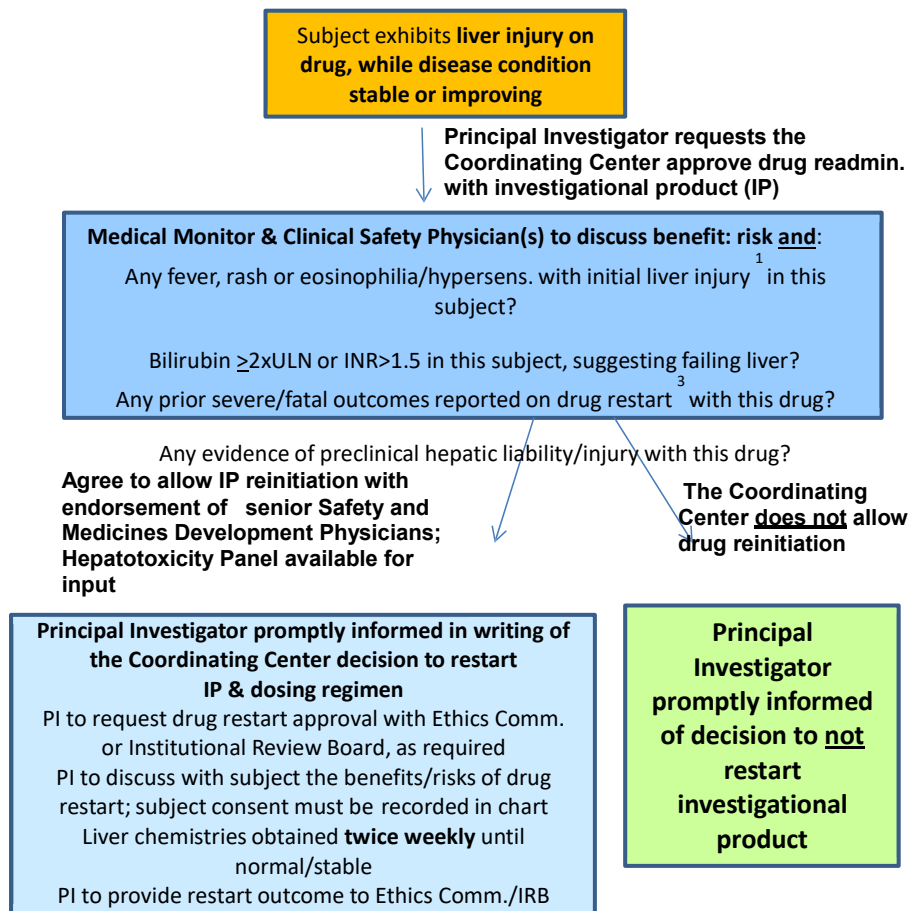 Subject exhibits liver injury on
drug, while disease condition
stable or improving
Principal Investigator requests the
Coordinating Center approve drug readmin.
with investigational product (IP)
Medical Monitor & Clinical Safety Physician(s) to discuss benefit: risk and:
Any fever, rash or eosinophilia/hypersens. with initial liver injury 1 in this
subject?
Bilirubin >2xULN or INR>1.5 in this subject, suggesting failing liver?
Any prior severe/fatal outcomes reported on drug restart 3 with this drug?
Any evidence of preclinical hepatic liability/injury with this drug?
Agree to allow IP reinitiation with
endorsement of senior Safety and
Medicines Development Physicians;
Hepatotoxicity Panel available for
input
The Coordinating
Center does not allow
drug reinitiation
Principal Investigator promptly informed in writing of
the Coordinating Center decision to restart
IP & dosing regimen
PI to request drug restart approval with Ethics Comm.
or Institutional Review Board, as required
PI to discuss with subject the benefits/risks of drug
restart; subject consent must be recorded in chart
Liver chemistries obtained twice weekly until
normal/stable
PI to provide restart outcome to Ethics Comm./IRB
Principal
Investigator
promptly informed
of decision to not
restart
investigational
product